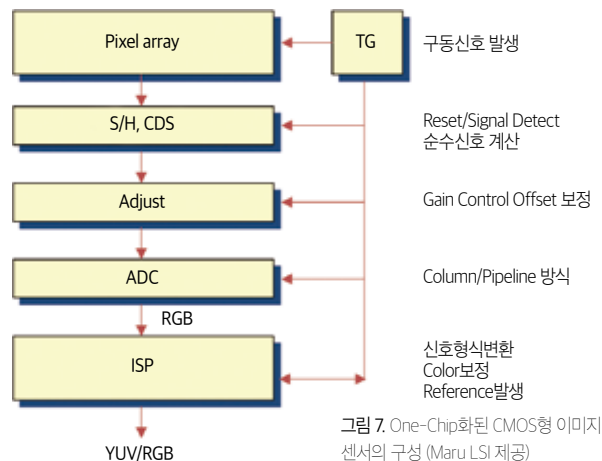 Pixel array
TG
구동신호 발생
S/H, CDS
Reset/Signal Detect
순수신호 계산
Adjust
Gain Control Offset 보정
ADC
Column/Pipeline 방식
RGB
ISP
신호형식변환
Color보정
Reference발생
YUV/RGB
그림 7. One-Chip화된 CMOS형 이미지
센서의 구성 (Maru LSI 제공)